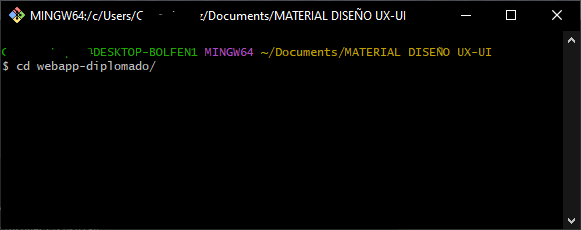 MINGW64:/c/Users/C /Documents/MATERIAL DISEÑO UX-UI
DESKTOP-BOLFEN1 MINGW64 ~/Documents/MATERIAL DISEÑO UX-UI
$ cd webapp-diplomado/